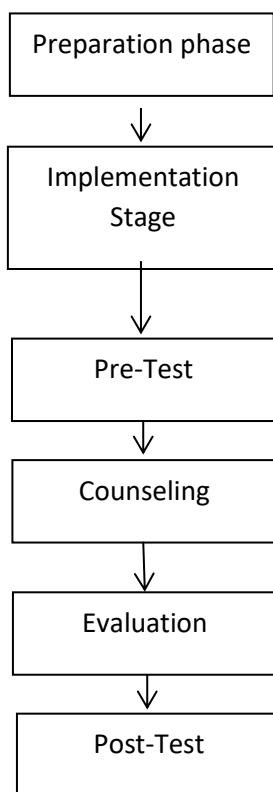 Preparation phase
Implementation
Stage
Pre-Test
Counseling
Evaluation
Post-Test